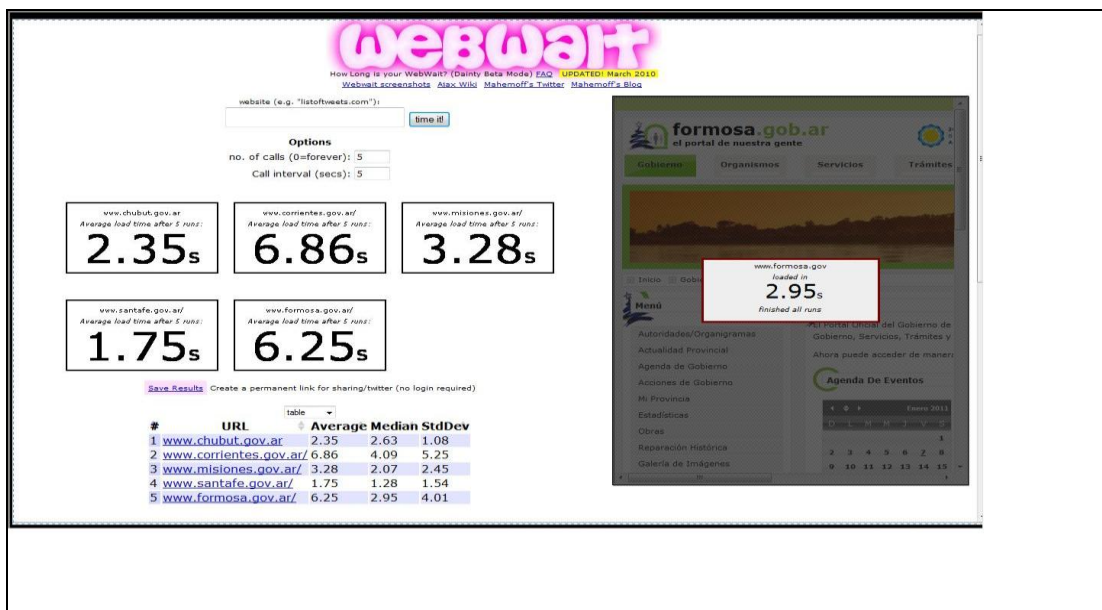 WeBWait
How Long is your WebWait? (Dainty Beta Mode) FAQ UPDATED! March 2010
Webwait screenshots Ajax Wiki Mahemoff's Twitter Mahemoff's Blog
website (e.g. "listoftweets.com"):
time it!
Options
no. of calls (0=forever): 5
Call interval (secs): 5
www.chubut.gov.ar
Average load time after 5 runs:
2.35s
www.corrientes.gov.ar/
Average load time after 5 runs:
6.86s
www.misiones.gov.ar/
Average load time after 5 runs:
3.28s
www.santafe.gov.ar/
Average load time after 5 runs:
1.75s
www.formosa.gov.ar/
Average load time after 5 runs:
6.25s
Save Results Create a permanent link for sharing/twitter (no login required)
table
# URL Average Median StdDev
1 www.chubut.gov.ar 2.35 2.63 1.08
2 www.corrientes.gov.ar/ 6.86 4.09 5.25
3 www.misiones.gov.ar/ 3.28 2.07 2.45
4 www.santafe.gov.ar/ 1.75 1.28 1.54
5 www.formosa.gov.ar/ 6.25 2.95 4.01
formosa.gob.ar
el portal de nuestra gente
Gobierno Organismos Servicios Trámites
www.formosa.gov
loaded in
2.95s
finished all runs
Inicio Gobi
Menú
Autoridades/Organigramas
Actualidad Provincial
Agenda de Gobierno
Acciones de Gobierno
Mi Provincia
Estadísticas
Obras
Reparación Histórica
Galería de Imágenes
El Portal Oficial del Gobierno de
Gobierno, Servicios, Trámites y
Ahora puede acceder de manera
Agenda De Eventos
Enero 2011
D L M M J V S
1
2 3 4 5 6 7 8
9 10 11 12 13 14 15